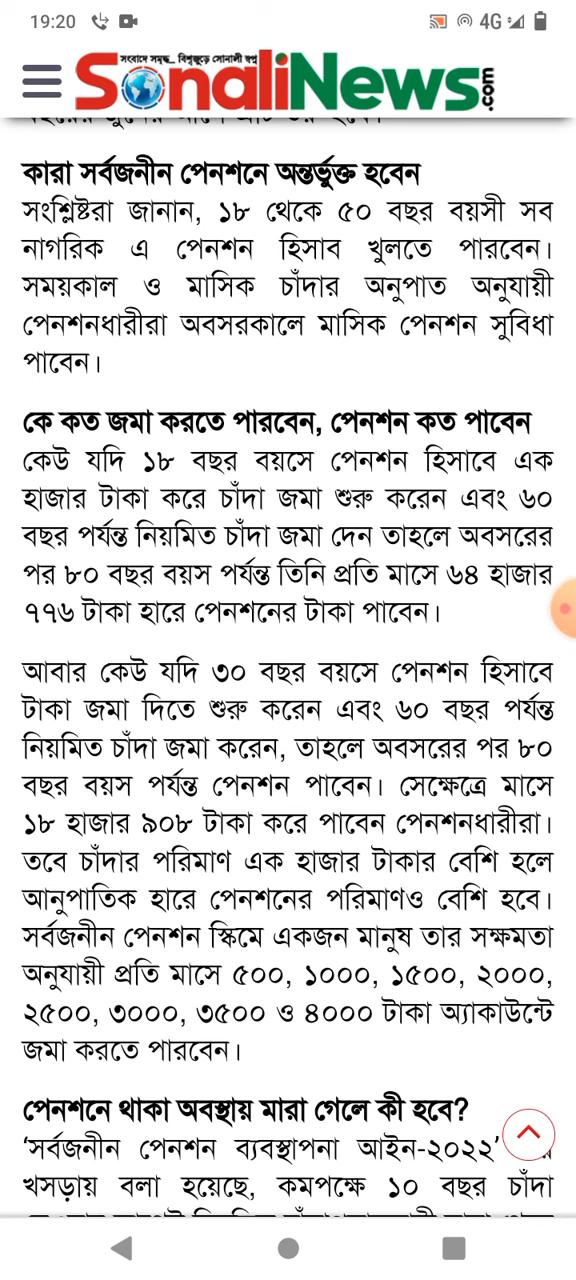 19:20
4G
সংবাদে সমৃদ্ধ... বিশ্বজুড়ে সোনালী স্বপ্ন
SonaliNews.com
কারা সর্বজনীন পেনশনে অন্তর্ভুক্ত হবেন
সংশ্লিষ্টরা জানান, ১৮ থেকে ৫০ বছর বয়সী সব
নাগরিক এ পেনশন হিসাব খুলতে পারবেন।
সময়কাল ও মাসিক চাঁদার অনুপাত অনুযায়ী
পেনশনধারীরা অবসরকালে মাসিক পেনশন সুবিধা
পাবেন।
কে কত জমা করতে পারবেন, পেনশন কত পাবেন
কেউ যদি ১৮ বছর বয়সে পেনশন হিসাবে এক
হাজার টাকা করে চাঁদা জমা শুরু করেন এবং ৬০
বছর পর্যন্ত নিয়মিত চাঁদা জমা দেন তাহলে অবসরের
পর ৮০ বছর বয়স পর্যন্ত তিনি প্রতি মাসে ৬৪ হাজার
৭৭৬ টাকা হারে পেনশনের টাকা পাবেন।
আবার কেউ যদি ৩০ বছর বয়সে পেনশন হিসাবে
টাকা জমা দিতে শুরু করেন এবং ৬০ বছর পর্যন্ত
নিয়মিত চাঁদা জমা করেন, তাহলে অবসরের পর ৮০
বছর বয়স পর্যন্ত পেনশন পাবেন। সেক্ষেত্রে মাসে
১৮ হাজার ৯০৮ টাকা করে পাবেন পেনশনধারীরা।
তবে চাঁদার পরিমাণ এক হাজার টাকার বেশি হলে
আনুপাতিক হারে পেনশনের পরিমাণও বেশি হবে।
সর্বজনীন পেনশন স্কিমে একজন মানুষ তার সক্ষমতা
অনুযায়ী প্রতি মাসে ৫০০, ১০০০, ১৫০০, ২০০০,
২৫০০, ৩০০০, ৩৫০০ ও ৪০০০ টাকা অ্যাকাউন্টে
জমা করতে পারবেন।
পেনশনে থাকা অবস্থায় মারা গেলে কী হবে?
‘সর্বজনীন পেনশন ব্যবস্থাপনা আইন-২০২২’
খসড়ায় বলা হয়েছে, কমপক্ষে ১০ বছর চাঁদা